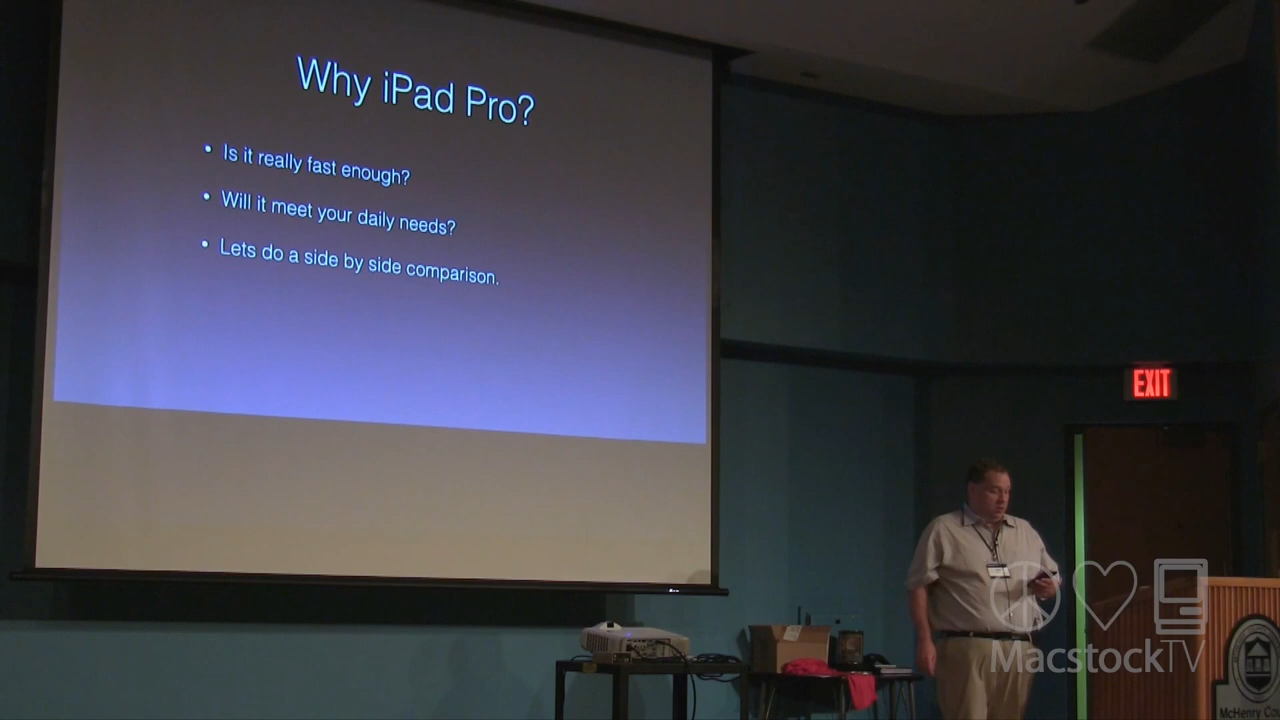 Why iPad Pro?
• Is it really fast enough?
• Will it meet your daily needs?
• Lets do a side by side comparison.
EXIT
MacstockTV
McHenry